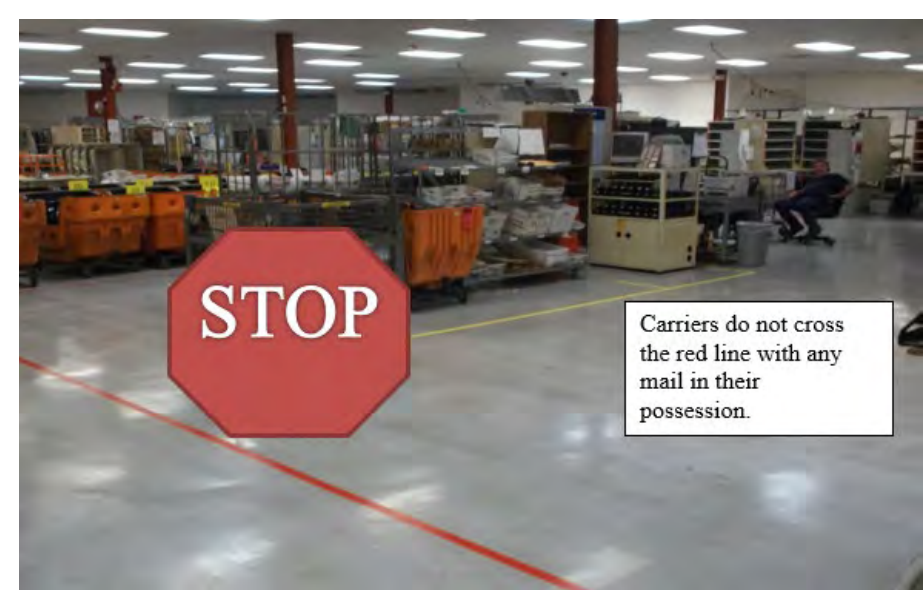 STOP
Carriers do not cross
the red line with any
mail in their
possession.